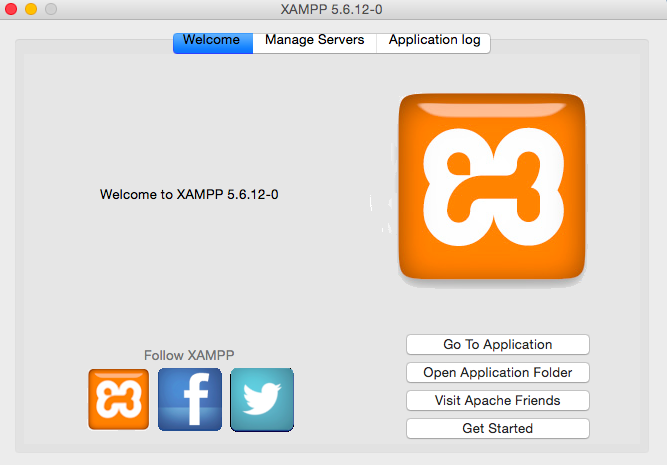 XAMPP 5.6.12-0
Welcome Manage Servers Application log
Welcome to XAMPP 5.6.12-0
Follow XAMPP
Go To Application
Open Application Folder
Visit Apache Friends
Get Started